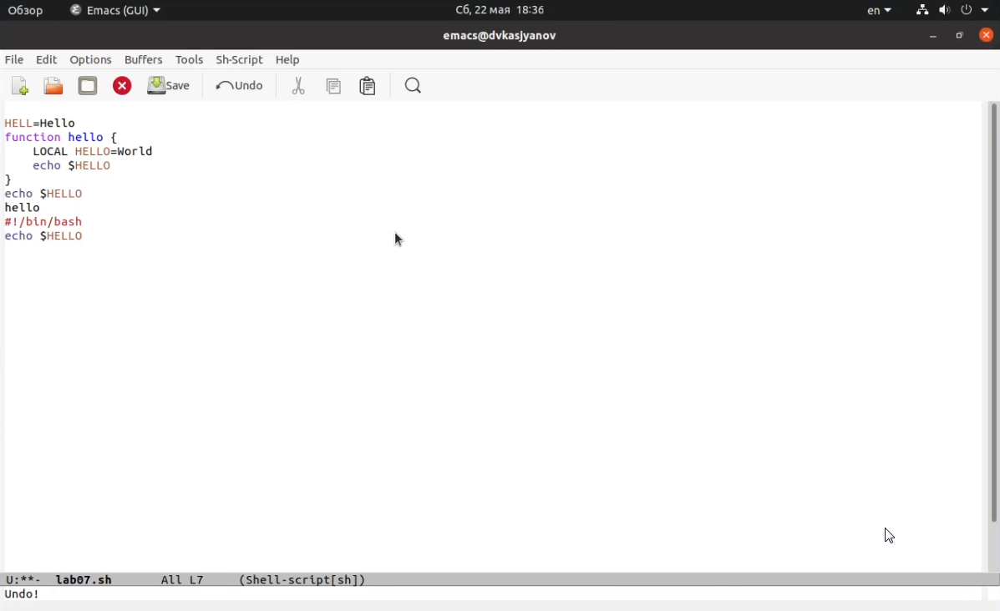 Обзор Emacs (GUI) Сб, 22 мая 18:36 en
emacs@dvkasjyanov
File Edit Options Buffers Tools Sh-Script Help
Save Undo
HELL=Hello
function hello {
    LOCAL HELLO=World
    echo $HELLO
}
echo $HELLO
hello
#!/bin/bash
echo $HELLO
U:**- lab07.sh All L7 (Shell-script[sh])
Undo!